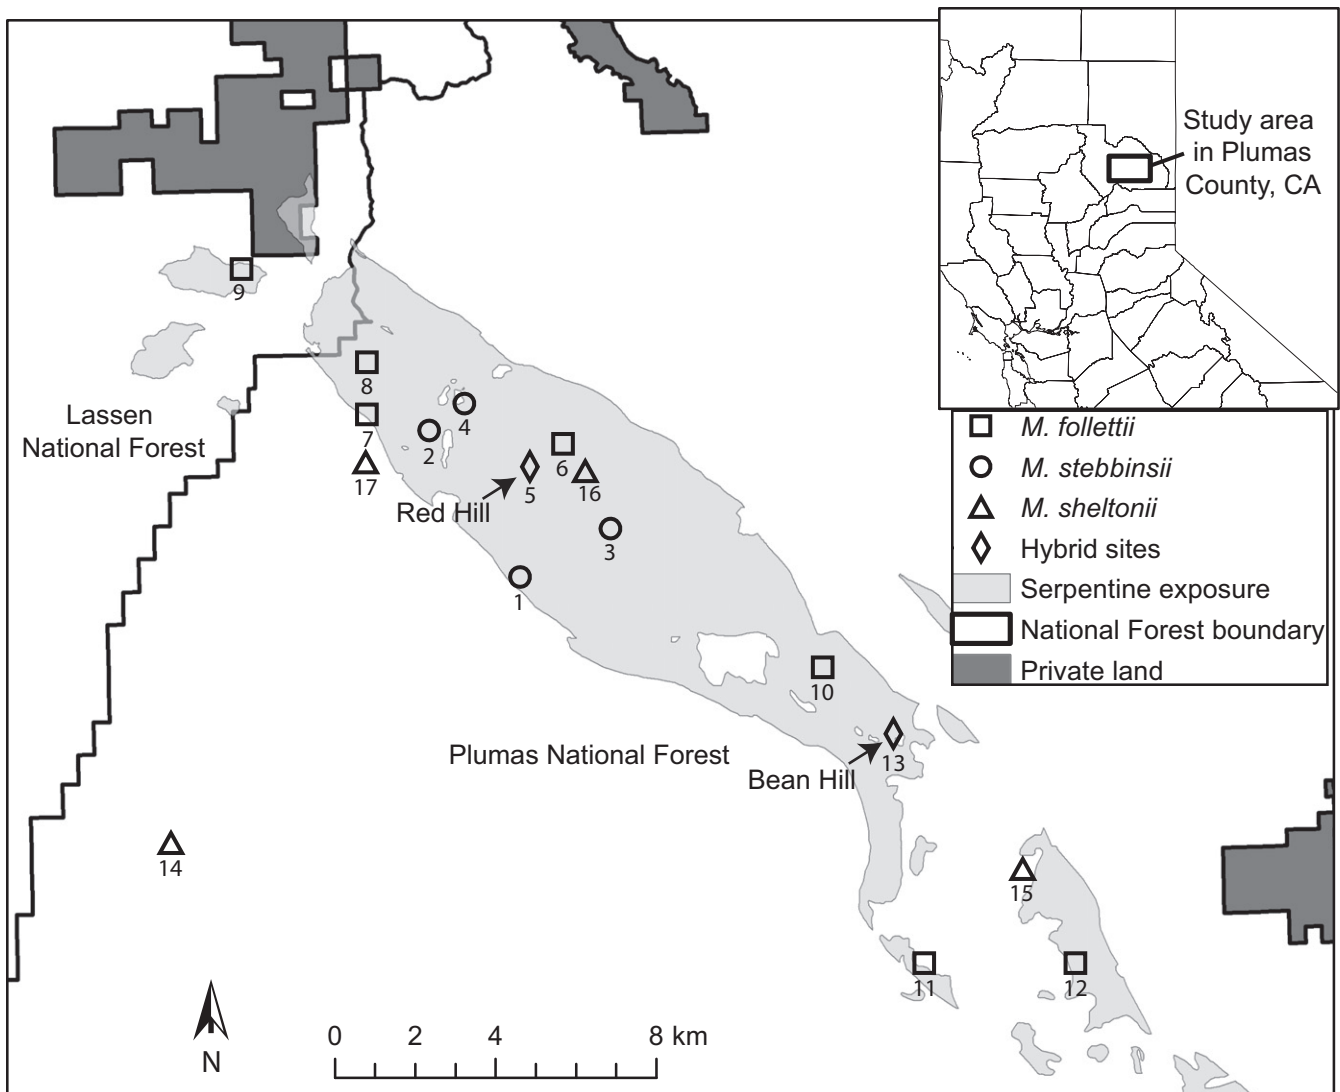 Study area
in Plumas
County, CA
9
8
7
17
Lassen
National Forest
4
2
6
5
16
Red Hill
3
1
M. follettii
M. stebbinsii
M. sheltonii
Hybrid sites
Serpentine exposure
National Forest boundary
Private land
10
Plumas National Forest
13
Bean Hill
14
15
11
12
N
0 2 4 8 km